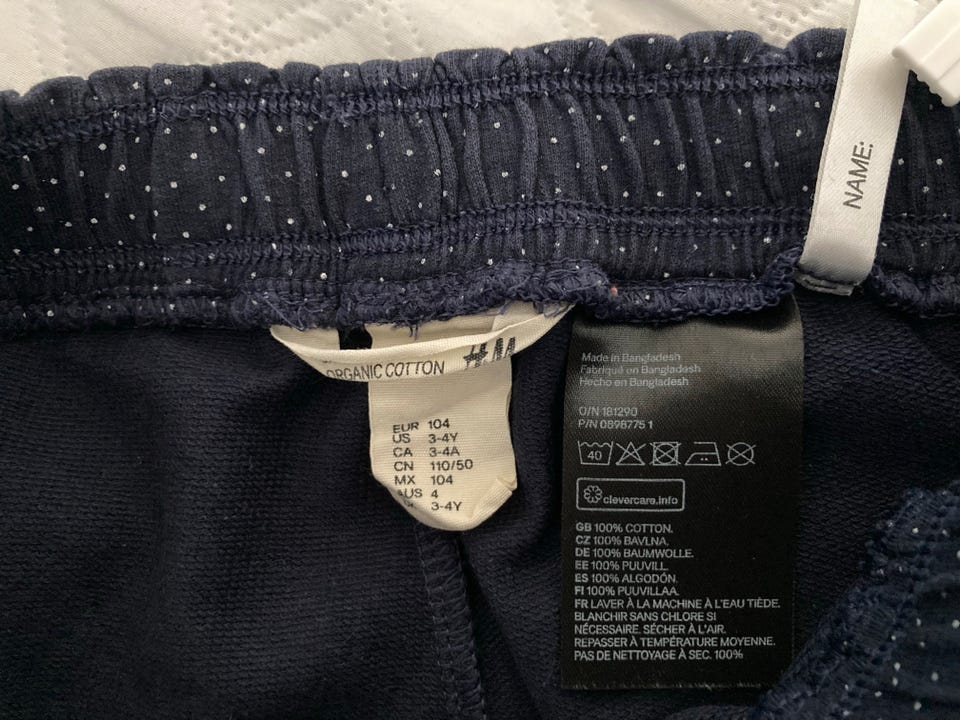 NAME:
ORGANIC COTTON H&M
EUR 104
US 3-4Y
CA 3-4A
CN 110/50
MX 104
AUS 4
3-4Y
Made in Bangladesh
Fabriqué en Bangladesh
Hecho en Bangladesh
O/N 181290
P/N 0898775 1
40
clevercare.info
GB 100% COTTON.
CZ 100% BAVLNA.
DE 100% BAUMWOLLE.
EE 100% PUUVILL.
ES 100% ALGODÓN.
FI 100% PUUVILLAA.
FR LAVER À LA MACHINE À L'EAU TIÈDE.
BLANCHIR SANS CHLORE SI
NÉCESSAIRE. SÉCHER À L'AIR.
REPASSER À TEMPÉRATURE MOYENNE.
PAS DE NETTOYAGE À SEC. 100%